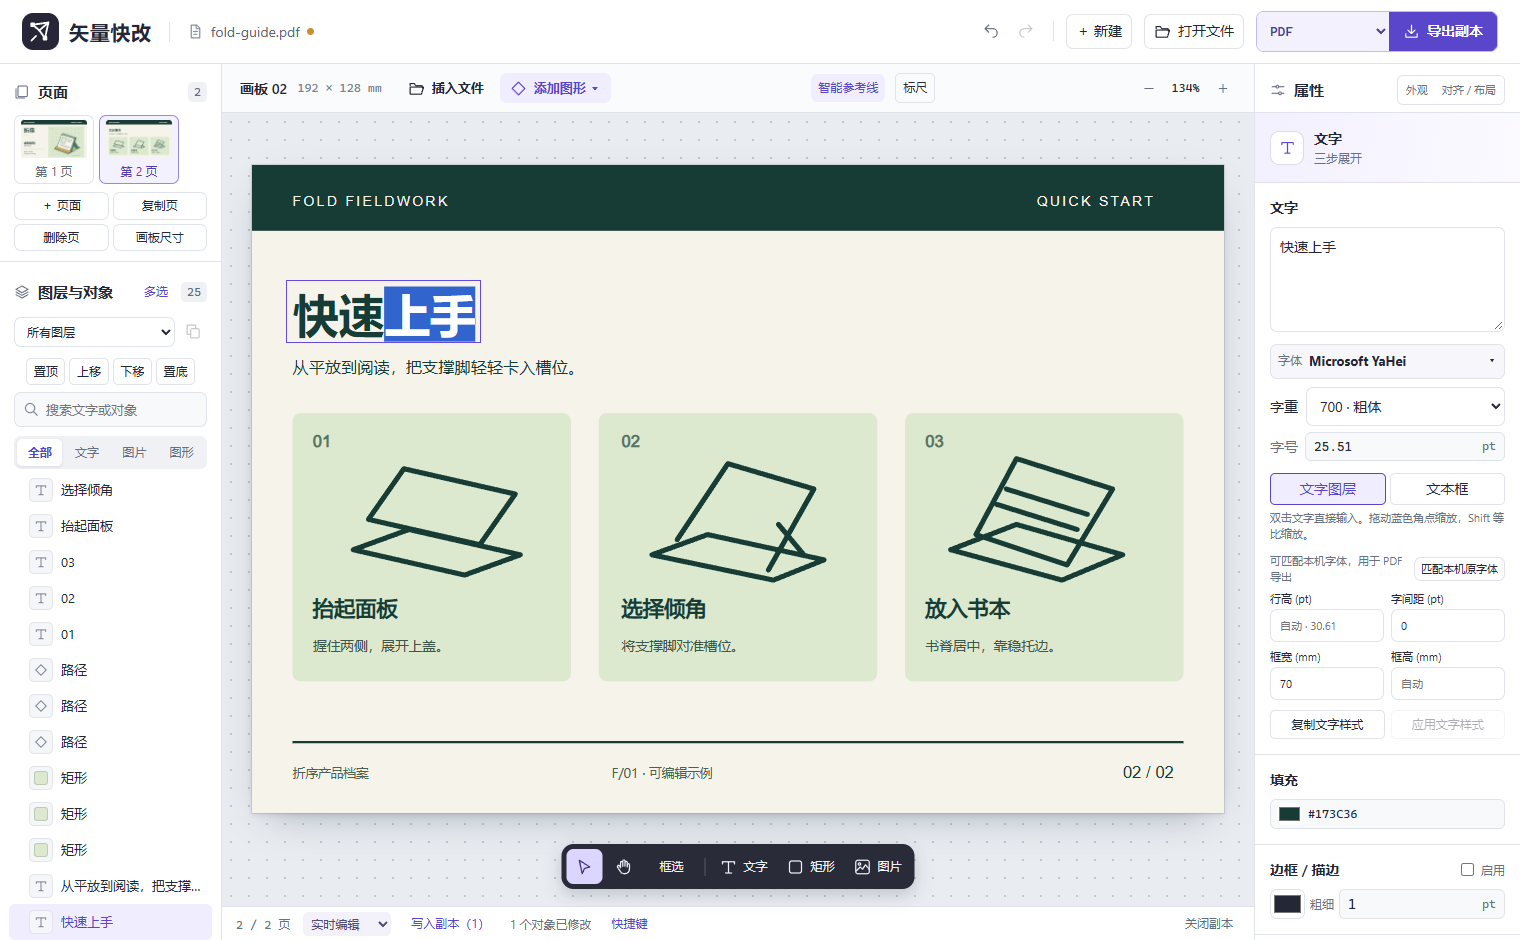 矢量快改
fold-guide.pdf
+ 新建
打开文件
PDF
导出副本
页面
2
第 1 页
第 2 页
+ 页面
复制页
删除页
画板尺寸
图层与对象
多选
25
所有图层
置顶
上移
下移
置底
搜索文字或对象
全部
文字
图片
图形
选择倾角
抬起面板
03
02
01
路径
路径
路径
矩形
矩形
矩形
从平放到阅读，把支撑...
快速上手
画板 02
192 × 128 mm
插入文件
添加图形
智能参考线
标尺
134%
FOLD FIELDWORK
QUICK START
快速上手
从平放到阅读，把支撑脚轻轻卡入槽位。
01
02
03
抬起面板
选择倾角
放入书本
握住两侧，展开上盖。
将支撑脚对准槽位。
书脊居中，靠稳托边。
折序产品档案
F/01 · 可编辑示例
02 / 02
框选
文字
矩形
图片
2 / 2 页
实时编辑
写入副本（1）
1 个对象已修改
快捷键
关闭副本
属性
外观
对齐 / 布局
文字
三步展开
文字
快速上手
字体 Microsoft YaHei
字重
700 · 粗体
字号
25.51
pt
文字图层
文本框
双击文字直接输入。拖动蓝色角点缩放，Shift 等
比缩放。
可匹配本机字体，用于 PDF
导出
匹配本机原字体
行高 (pt)
字间距 (pt)
自动 · 30.61
0
框宽 (mm)
框高 (mm)
70
自动
复制文字样式
应用文字样式
填充
#173C36
边框 / 描边
启用
粗细
1
pt